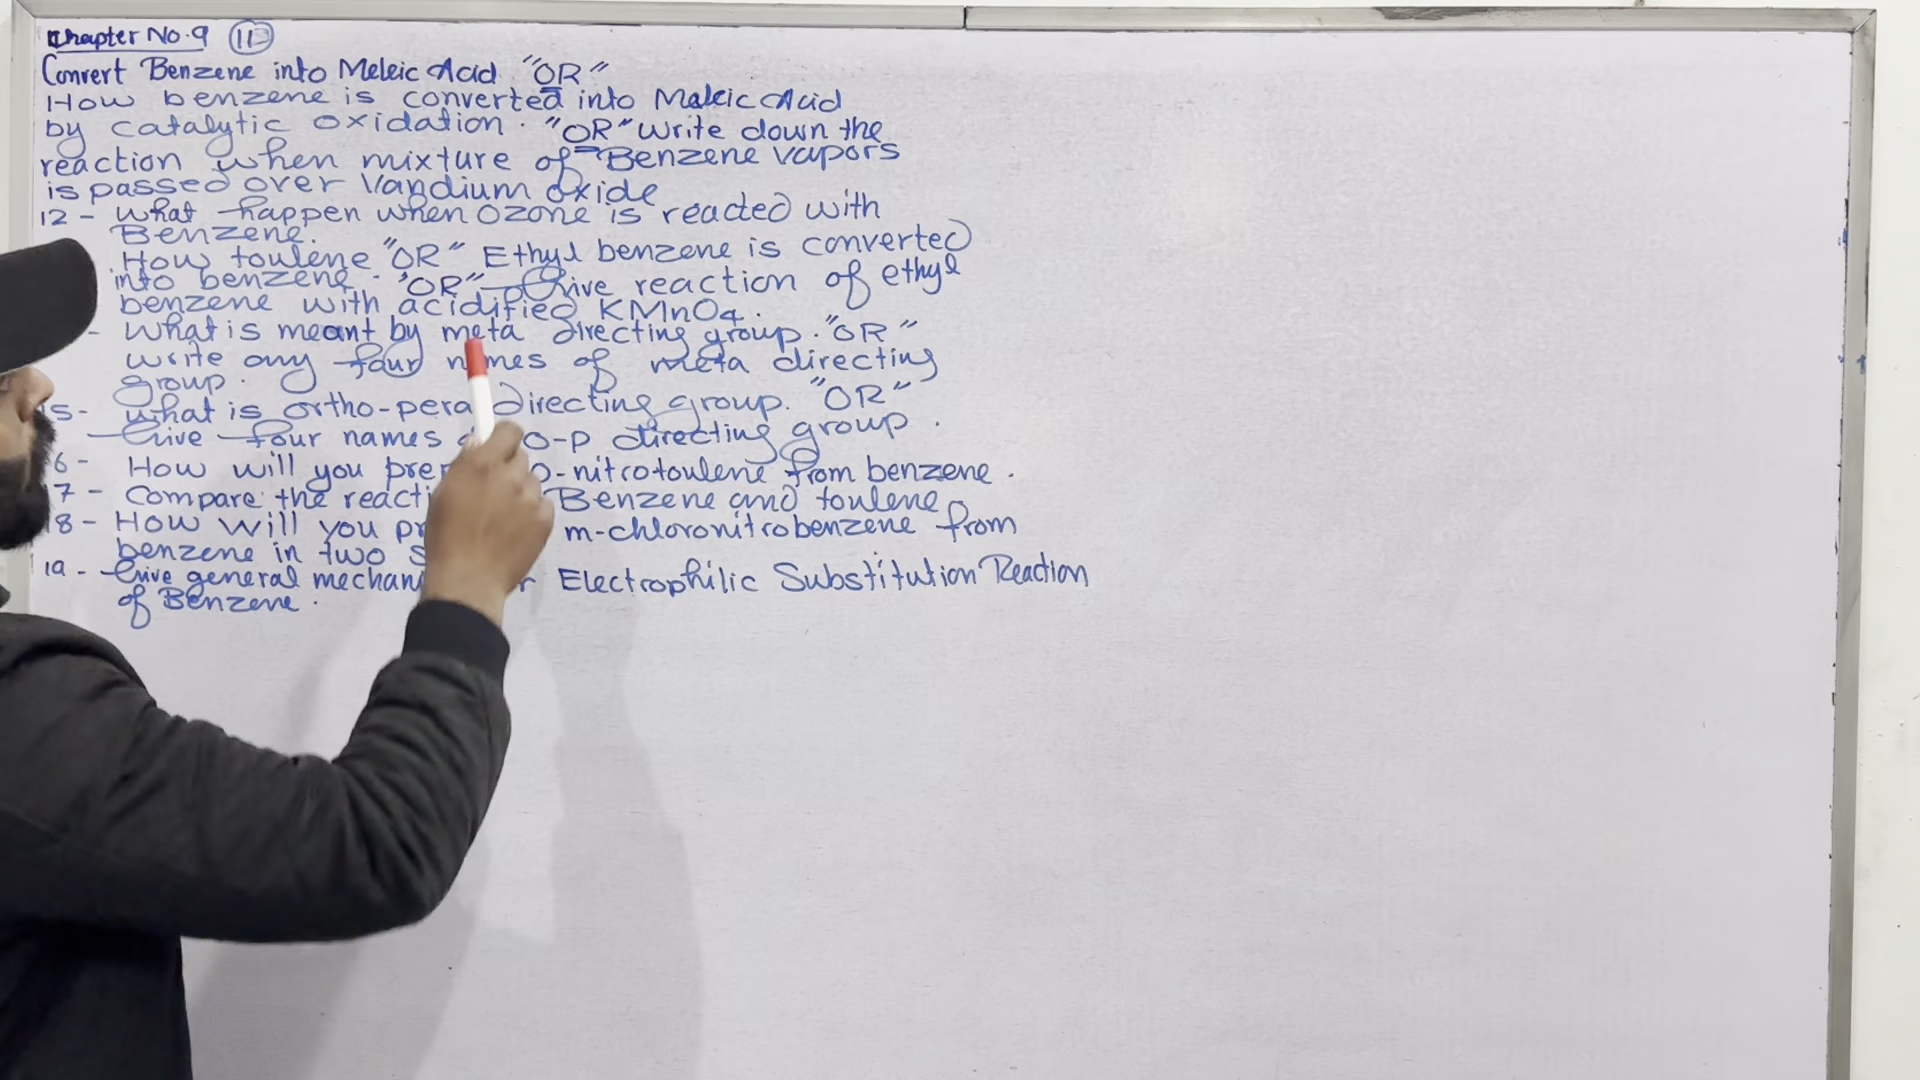 Chapter No.9 11
Convert Benzene into Meleic Acid "OR"
How benzene is converted into Maleic Acid
by catalytic oxidation. "OR" Write down the
reaction when mixture of Benzene vapors
is passed over Vandium oxide
12 - What happen when Ozone is reacted with
Benzene.
How toulene "OR" Ethyl benzene is converted
into benzene. "OR" Give reaction of ethyl
benzene with acidified KMnO4.
- What is meant by meta directing group. "OR"
write any four names of meta directing
group.
5- what is ortho-pera directing group. "OR"
Give four names o-p directing group.
6- How will you o-nitrotoulene from benzene.
7- Compare the Benzene and toulene
18- How will you m-chloronitrobenzene from
benzene in two
19- Give general Electrophilic Substitution Reaction
of Benzene.